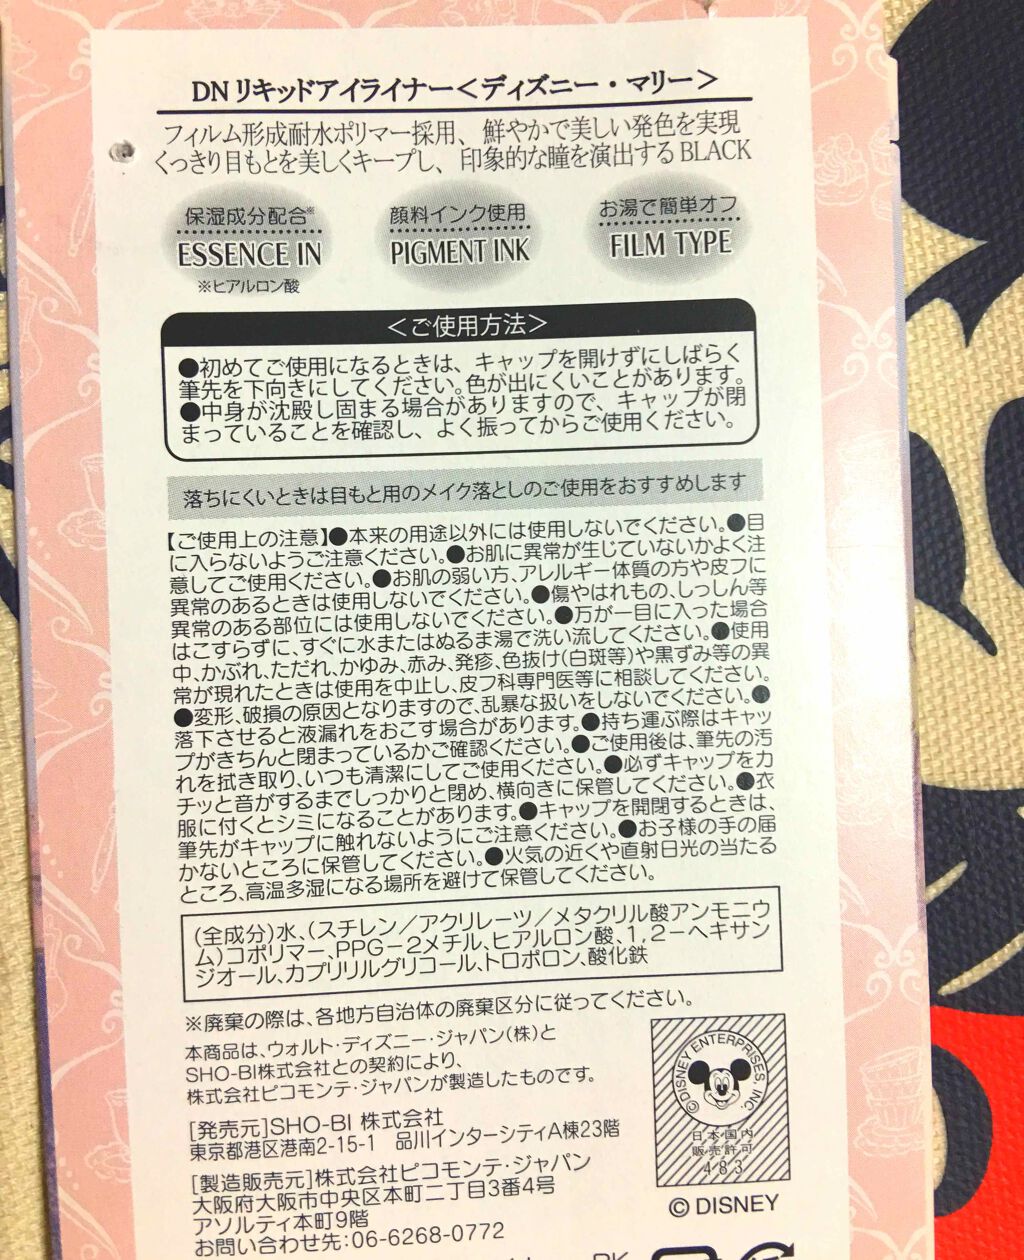 DN リキッドアイライナー＜ディズニー・マリー＞
フィルム形成耐水ポリマー採用、鮮やかで美しい発色を実現
くっきり目もとを美しくキープし、印象的な瞳を演出する BLACK
保湿成分配合※
ESSENCE IN
※ヒアルロン酸
顔料インク使用
PIGMENT INK
お湯で簡単オフ
FILM TYPE
＜ご使用方法＞
●初めてご使用になるときは、キャップを開けずにしばらく
筆先を下向きにしてください。色が出にくいことがあります。
●中身が沈殿し固まる場合がありますので、キャップが閉
まっていることを確認し、よく振ってからご使用ください。
落ちにくいときは目もと用のメイク落としのご使用をおすすめします
【ご使用上の注意】●本来の用途以外には使用しないでください。●目
に入らないようご注意ください。●お肌に異常が生じていないかよく注
意してご使用ください。●お肌の弱い方、アレルギー体質の方や皮フに
異常のあるときは使用しないでください。●傷やはれもの、しっしん等
異常のある部位には使用しないでください。●万が一目に入った場合
はこすらずに、すぐに水またはぬるま湯で洗い流してください。●使用
中、かぶれ、ただれ、かゆみ、赤み、発疹、色抜け(白斑等)や黒ずみ等の異
常が現れたときは使用を中止し、皮フ科専門医等に相談してください。
●変形、破損の原因となりますので、乱暴な扱いをしないでください。●
落下させると液漏れをおこす場合があります。●持ち運ぶ際はキャッ
プがきちんと閉まっているかご確認ください。●ご使用後は、筆先の汚
れを拭き取り、いつも清潔にしてご使用ください。●必ずキャップを力
チッと音がするまでしっかりと閉め、横向きに保管してください。●衣
服に付くとシミになることがあります。●キャップを開閉するときは、
筆先がキャップに触れないようにご注意ください。●お子様の手の届
かないところに保管してください。●火気の近くや直射日光の当たる
ところ、高温多湿になる場所を避けて保管してください。
(全成分)水、(スチレン／アクリレーツ／メタクリル酸アンモニウ
ム)コポリマー、PPG－2メチル、ヒアルロン酸、1,2－ヘキサン
ジオール、カプリリルグリコール、トロポロン、酸化鉄
※廃棄の際は、各地方自治体の廃棄区分に従ってください。
本商品は、ウォルト・ディズニー・ジャパン(株)と
SHO-BI株式会社との契約により、
株式会社ピコモンテ・ジャパンが製造したものです。
[発売元]SHO-BI 株式会社
東京都港区港南2-15-1 品川インターシティA棟23階
[製造販売元]株式会社ピコモンテ・ジャパン
大阪府大阪市中央区本町二丁目3番4号
アソルティ本町9階
お問い合わせ先:06-6268-0772
©DISNEY ENTERPRISES, INC.
日本国内
販売許可
483
© DISNEY